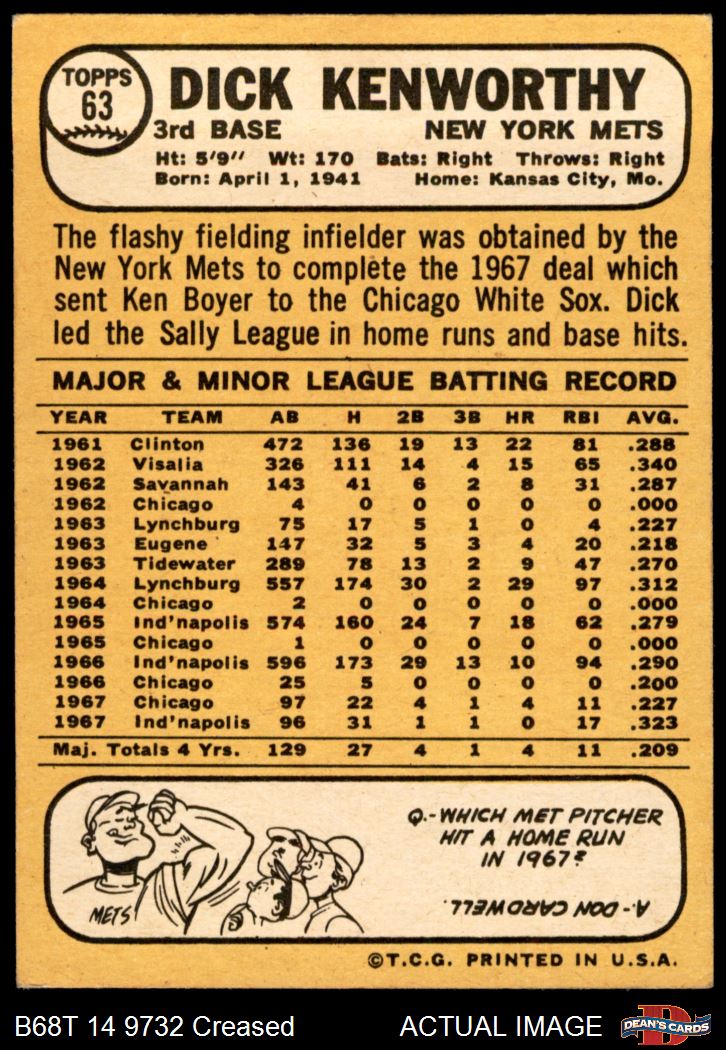 TOPPS
63
DICK KENWORTHY
3rd BASE NEW YORK METS
Ht: 5'9" Wt: 170 Bats: Right Throws: Right
Born: April 1, 1941 Home: Kansas City, Mo.
The flashy fielding infielder was obtained by the
New York Mets to complete the 1967 deal which
sent Ken Boyer to the Chicago White Sox. Dick
led the Sally League in home runs and base hits.
MAJOR & MINOR LEAGUE BATTING RECORD
YEAR TEAM AB H 2B 3B HR RBI AVG.
1961 Clinton 472 136 19 13 22 81 .288
1962 Visalia 326 111 14 4 15 65 .340
1962 Savannah 143 41 6 2 8 31 .287
1962 Chicago 4 0 0 0 0 0 .000
1963 Lynchburg 75 17 5 1 0 4 .227
1963 Eugene 147 32 5 3 4 20 .218
1963 Tidewater 289 78 13 2 9 47 .270
1964 Lynchburg 557 174 30 2 29 97 .312
1964 Chicago 2 0 0 0 0 0 .000
1965 Ind'napolis 574 160 24 7 18 62 .279
1965 Chicago 1 0 0 0 0 0 .000
1966 Ind'napolis 596 173 29 13 10 94 .290
1966 Chicago 25 5 0 0 0 0 .200
1967 Chicago 97 22 4 1 4 11 .227
1967 Ind'napolis 96 31 1 1 0 17 .323
Maj. Totals 4 Yrs. 129 27 4 1 4 11 .209
Q.-WHICH MET PITCHER
HIT A HOME RUN
IN 1967?
A.-DON CARDWELL.
METS
©T.C.G. PRINTED IN U.S.A.
B68T 14 9732 Creased ACTUAL IMAGE
D
DEAN'S CARDS